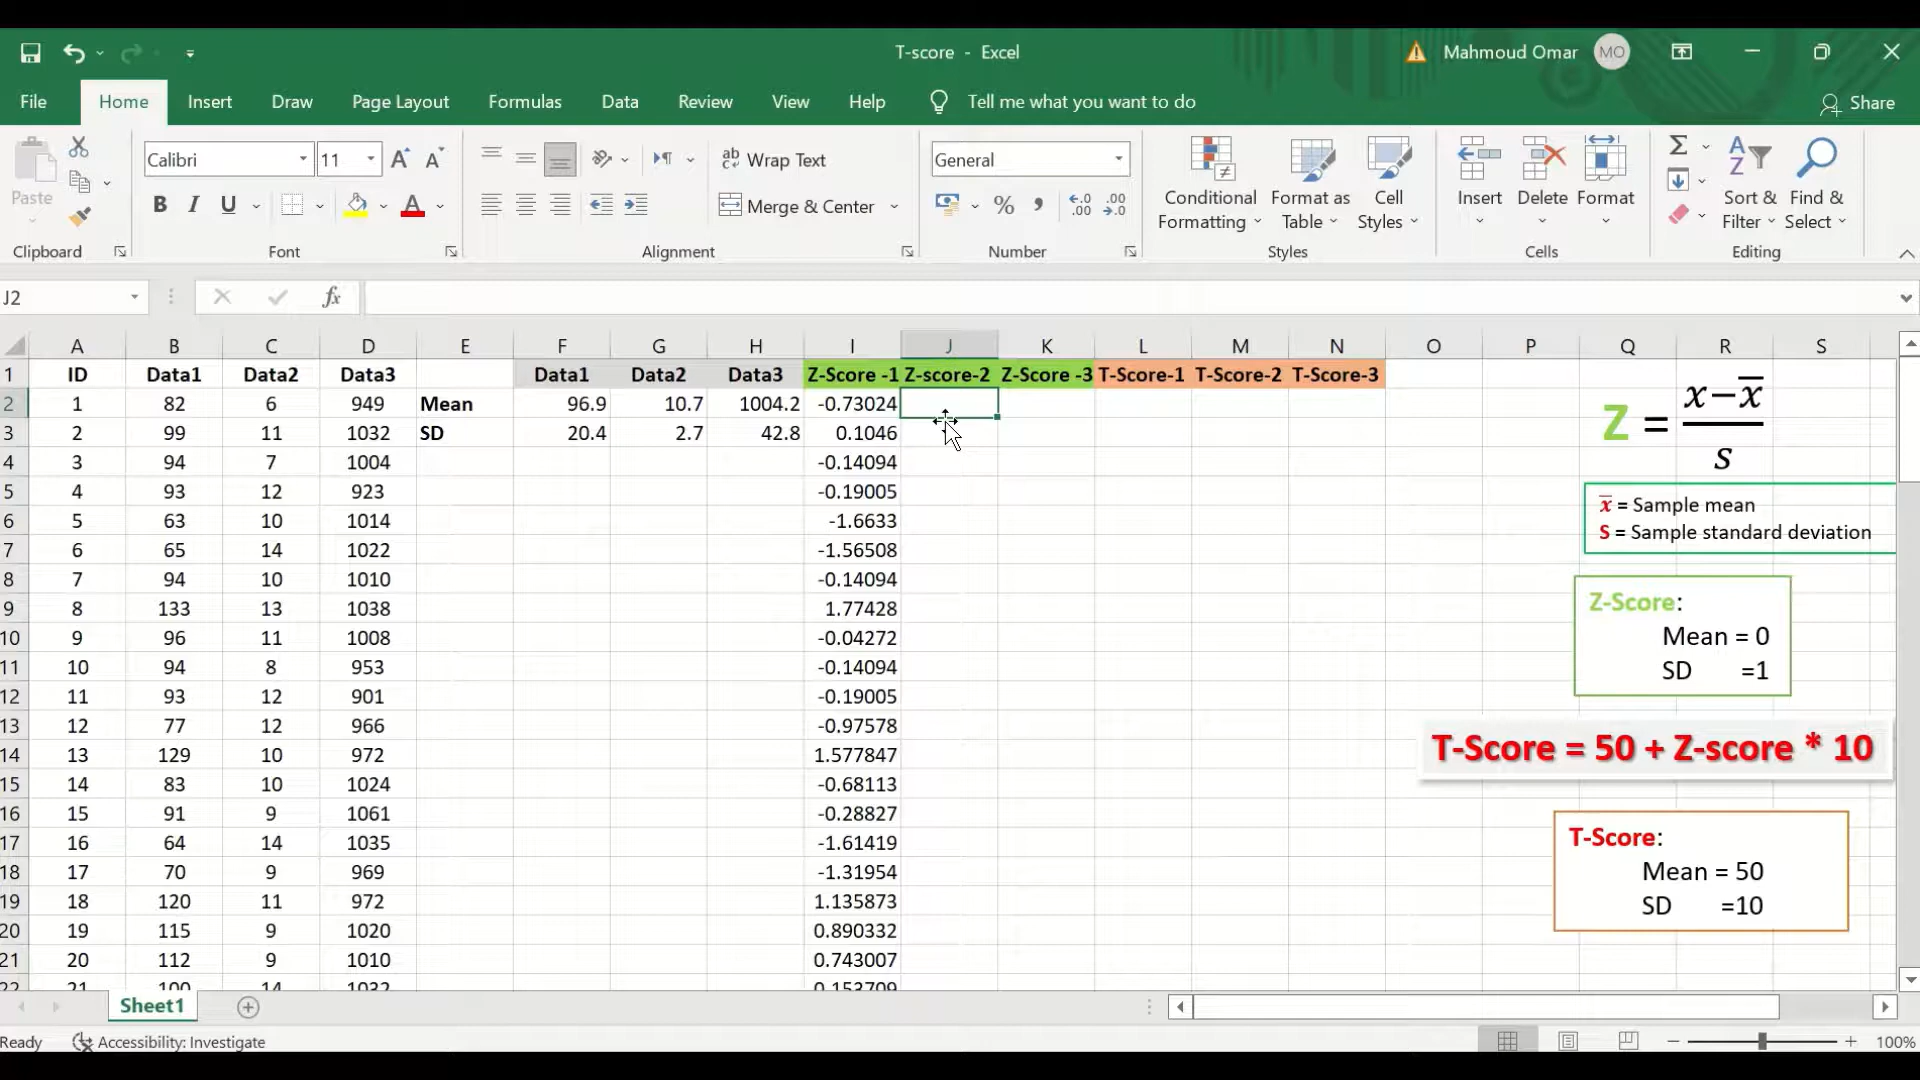 T-score - Excel
Mahmoud Omar MO
File Home Insert Draw Page Layout Formulas Data Review View Help Tell me what you want to do Share
Paste Calibri 11 Wrap Text General Conditional Formatting Format as Table Cell Styles Insert Delete Format Sort & Filter Find & Select
B I U A Merge & Center % Σ
Clipboard Font Alignment Number Styles Cells Editing
J2 fx
A B C D E F G H I J K L M N O P Q R S
1 ID Data1 Data2 Data3 Data1 Data2 Data3 Z-Score -1 Z-score-2 Z-Score -3 T-Score-1 T-Score-2 T-Score-3
2 1 82 6 949 Mean 96.9 10.7 1004.2 -0.73024
3 2 99 11 1032 SD 20.4 2.7 42.8 0.1046
4 3 94 7 1004 -0.14094
5 4 93 12 923 -0.19005
6 5 63 10 1014 -1.6633
7 6 65 14 1022 -1.56508
8 7 94 10 1010 -0.14094
9 8 133 13 1038 1.77428
10 9 96 11 1008 -0.04272
11 10 94 8 953 -0.14094
12 11 93 12 901 -0.19005
13 12 77 12 966 -0.97578
14 13 129 10 972 1.577847
15 14 83 10 1024 -0.68113
16 15 91 9 1061 -0.28827
17 16 64 14 1035 -1.61419
18 17 70 9 969 -1.31954
19 18 120 11 972 1.135873
20 19 115 9 1020 0.890332
21 20 112 9 1010 0.743007
22 21 100 14 1032 0.153709
Z = x−x̅ / s
x̅ = Sample mean
S = Sample standard deviation
Z-Score:
Mean = 0
SD =1
T-Score = 50 + Z-score * 10
T-Score:
Mean = 50
SD =10
Sheet1
Ready Accessibility: Investigate 100%